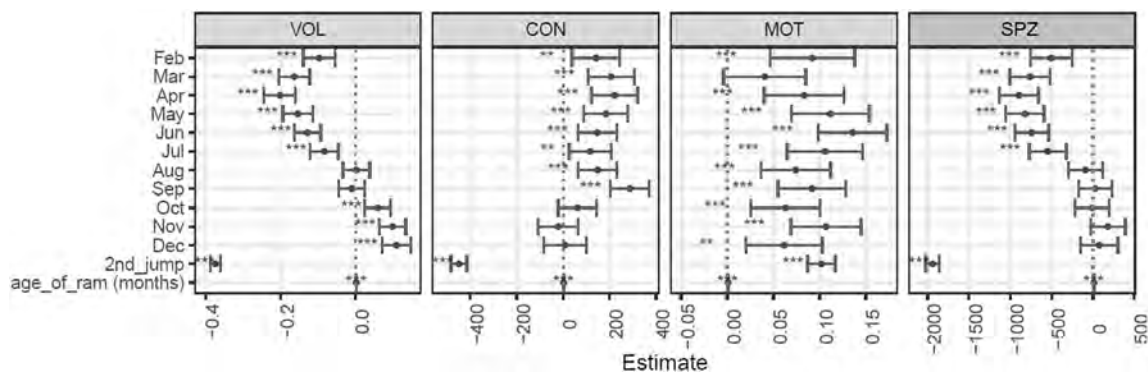 VOL CON MOT SPZ
Feb ***
** ***
***
Mar *** *** ***
Apr *** *** *** ***
May *** *** *** ***
Jun *** *** *** ***
Jul *** ** *** ***
Aug *** ***
Sep *** ***
Oct *** ***
Nov *** ***
Dec *** **
2nd_jump ***
age_of_ram (months) *** *** *** ***
−0.4 −0.2 0.0 −400 −200 0 200 400 −0.05 0.00 0.05 0.10 0.15 −2000 −1500 −1000 −500 0 500
Estimate